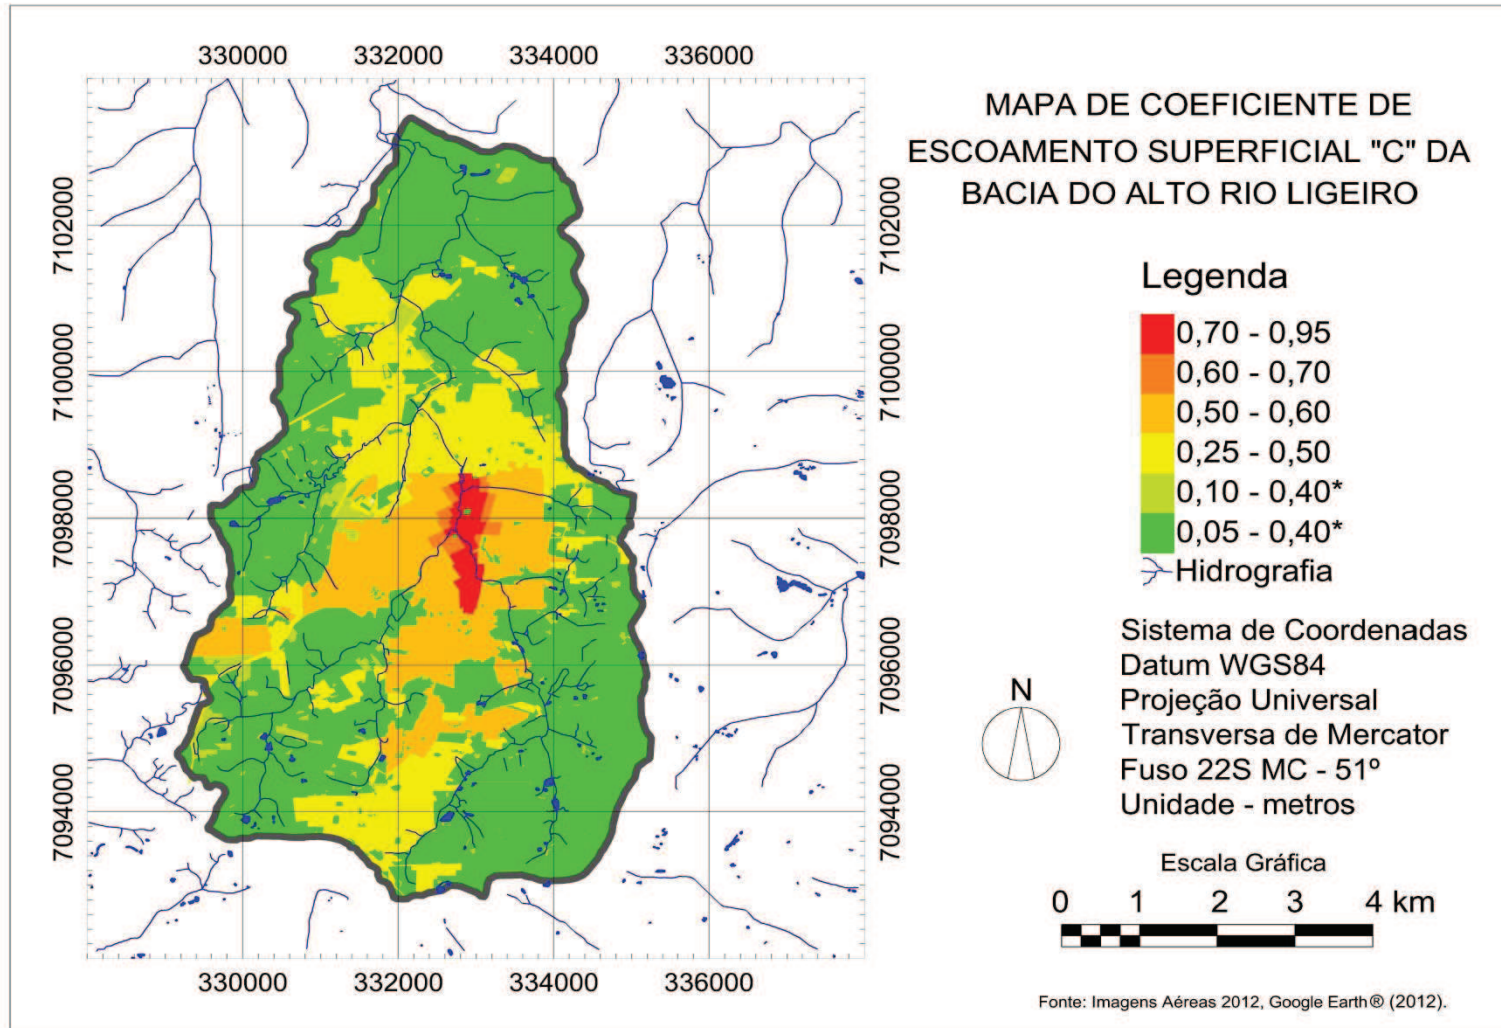 MAPA DE COEFICIENTE DE
ESCOAMENTO SUPERFICIAL "C" DA
BACIA DO ALTO RIO LIGEIRO
330000 332000 334000 336000
7102000
7100000
7098000
7096000
7094000
7102000
7100000
7098000
7096000
7094000
330000 332000 334000 336000
Legenda
0,70 - 0,95
0,60 - 0,70
0,50 - 0,60
0,25 - 0,50
0,10 - 0,40*
0,05 - 0,40*
Hidrografia
Sistema de Coordenadas
Datum WGS84
Projeção Universal
Transversa de Mercator
Fuso 22S MC - 51º
Unidade - metros
N
Escala Gráfica
0 1 2 3 4 km
Fonte: Imagens Aéreas 2012, Google Earth® (2012).